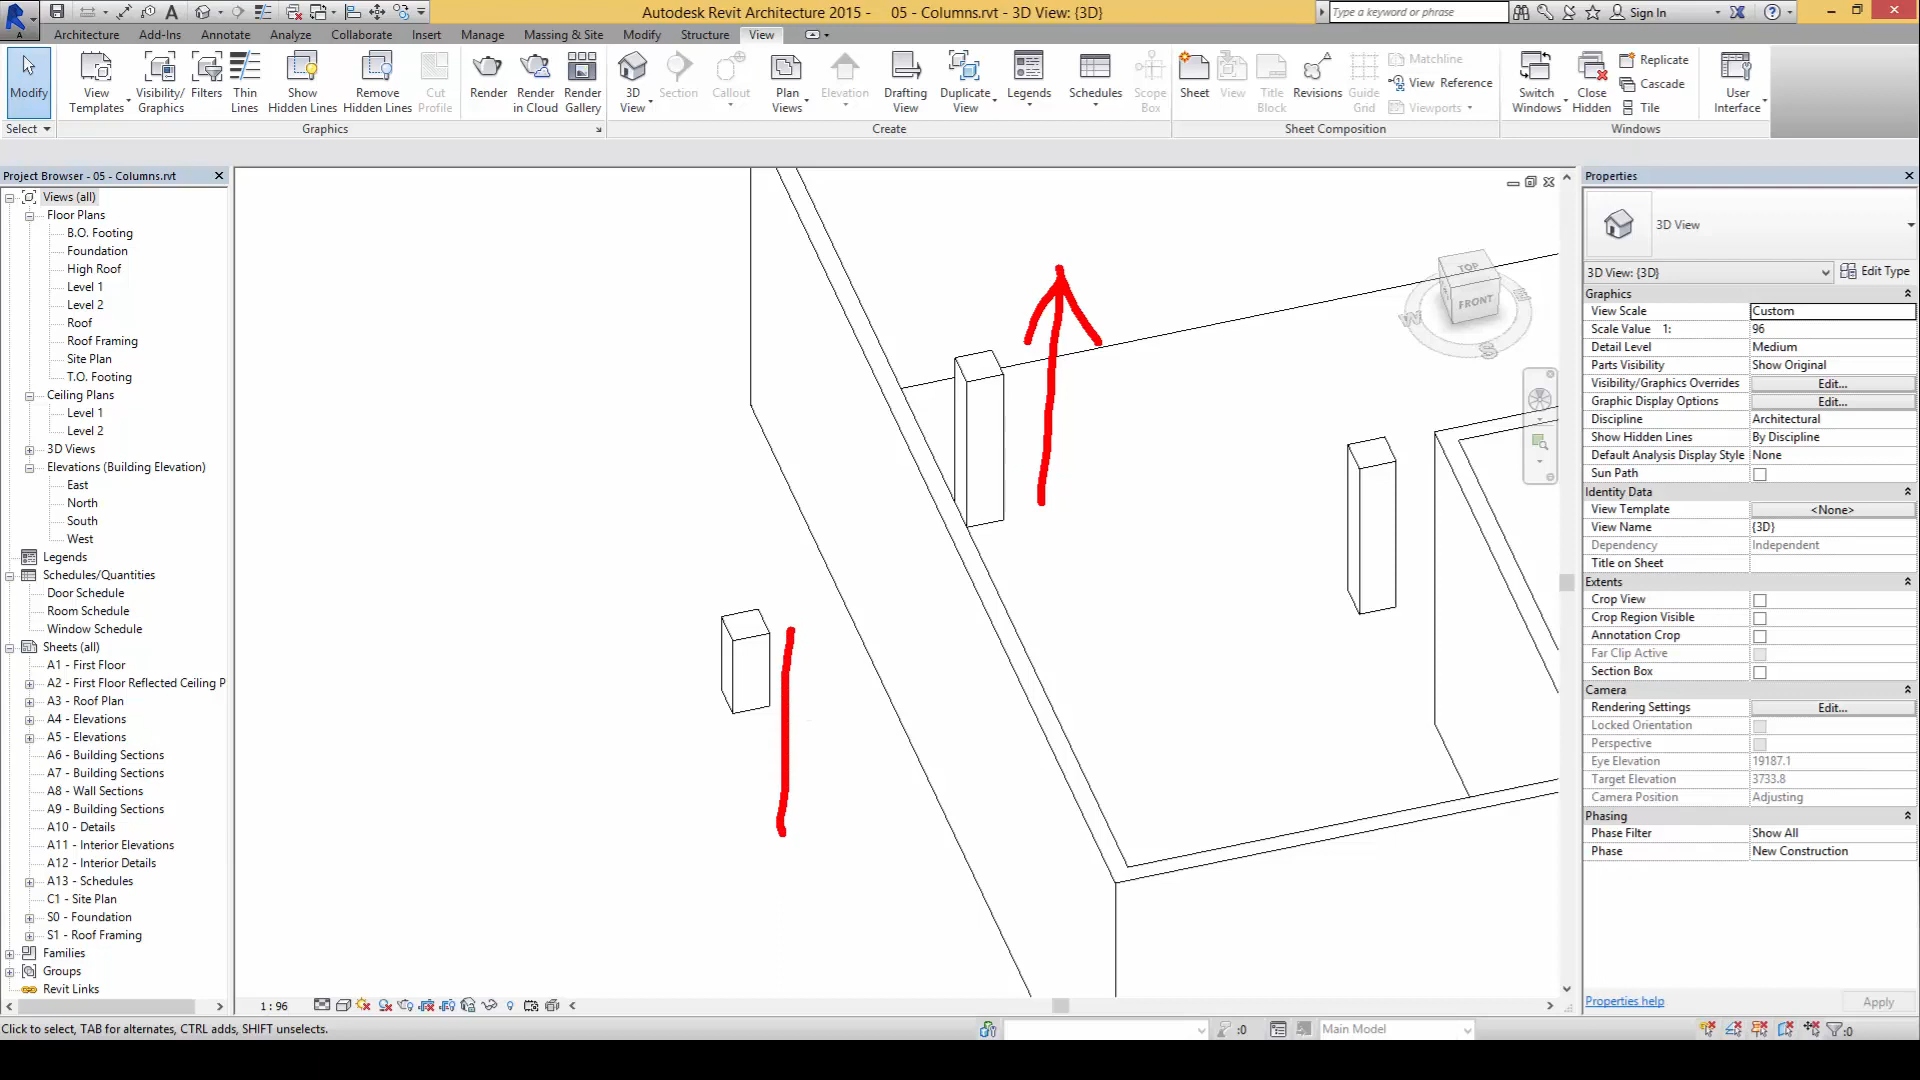 Autodesk Revit Architecture 2015 - 05 - Columns.rvt - 3D View: {3D}
Type a keyword or phrase
Sign In
Architecture Add-Ins Annotate Analyze Collaborate Insert Manage Massing & Site Modify Structure View
Modify
View Templates
Visibility/ Graphics
Filters
Thin Lines
Show Hidden Lines
Remove Hidden Lines
Cut Profile
Render
Render in Cloud
Render Gallery
3D View
Section
Callout
Plan Views
Elevation
Drafting View
Duplicate View
Legends
Schedules
Scope Box
Sheet
View
Title Block
Revisions
Guide Grid
Matchline
View Reference
Viewports
Switch Windows
Close Hidden
Replicate
Cascade
Tile
User Interface
Select Graphics Create Sheet Composition Windows
Project Browser - 05 - Columns.rvt
Views (all)
Floor Plans
B.O. Footing
Foundation
High Roof
Level 1
Level 2
Roof
Roof Framing
Site Plan
T.O. Footing
Ceiling Plans
Level 1
Level 2
3D Views
Elevations (Building Elevation)
East
North
South
West
Legends
Schedules/Quantities
Door Schedule
Room Schedule
Window Schedule
Sheets (all)
A1 - First Floor
A2 - First Floor Reflected Ceiling P
A3 - Roof Plan
A4 - Elevations
A5 - Elevations
A6 - Building Sections
A7 - Building Sections
A8 - Wall Sections
A9 - Building Sections
A10 - Details
A11 - Interior Elevations
A12 - Interior Details
A13 - Schedules
C1 - Site Plan
S0 - Foundation
S1 - Roof Framing
Families
Groups
Revit Links
TOP
FRONT
W
E
S
1 : 96
Properties
3D View
3D View: {3D} Edit Type
Graphics
View Scale Custom
Scale Value 1: 96
Detail Level Medium
Parts Visibility Show Original
Visibility/Graphics Overrides Edit...
Graphic Display Options Edit...
Discipline Architectural
Show Hidden Lines By Discipline
Default Analysis Display Style None
Sun Path
Identity Data
View Template <None>
View Name {3D}
Dependency Independent
Title on Sheet
Extents
Crop View
Crop Region Visible
Annotation Crop
Far Clip Active
Section Box
Camera
Rendering Settings Edit...
Locked Orientation
Perspective
Eye Elevation 19187.1
Target Elevation 3733.8
Camera Position Adjusting
Phasing
Phase Filter Show All
Phase New Construction
Properties help Apply
Click to select, TAB for alternates, CTRL adds, SHIFT unselects.
:0
Main Model
:0